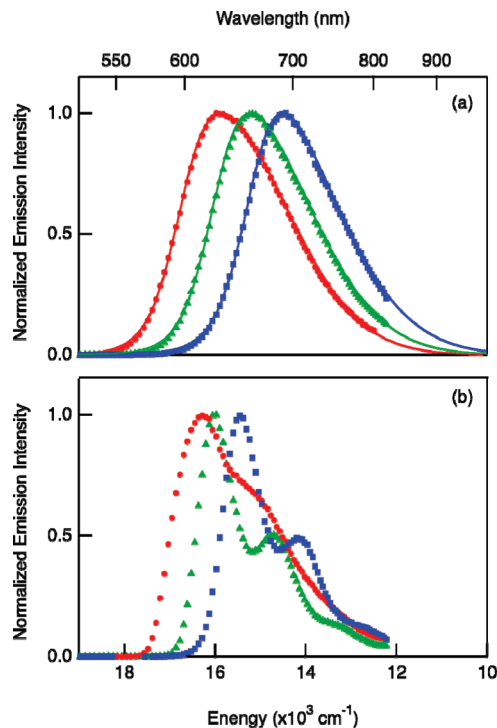 Wavelength (nm)
550 600 700 800 900
(a)
1.0
0.5
0.0
Normalized Emission Intensity
(b)
1.0
0.5
0.0
Normalized Emission Intensity
18 16 14 12 10
Energy (x10³ cm⁻¹)